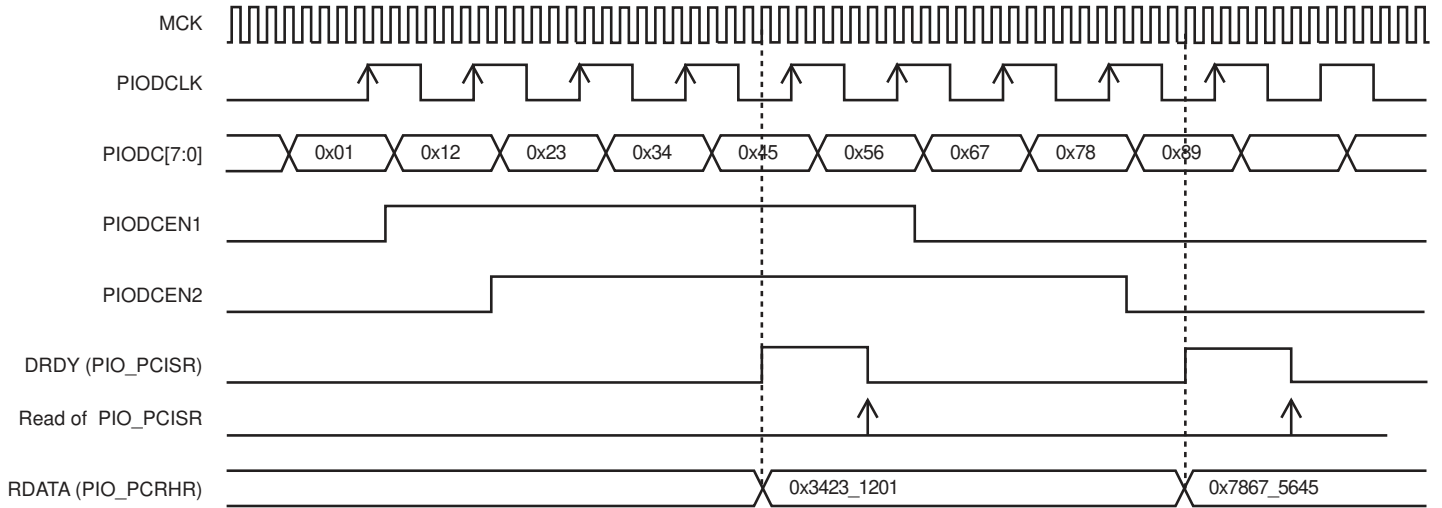 MCK
PIODCLK
PIODC[7:0] 0x01 0x12 0x23 0x34 0x45 0x56 0x67 0x78 0x89
PIODCEN1
PIODCEN2
DRDY (PIO_PCISR)
Read of PIO_PCISR
RDATA (PIO_PCRHR) 0x3423_1201 0x7867_5645